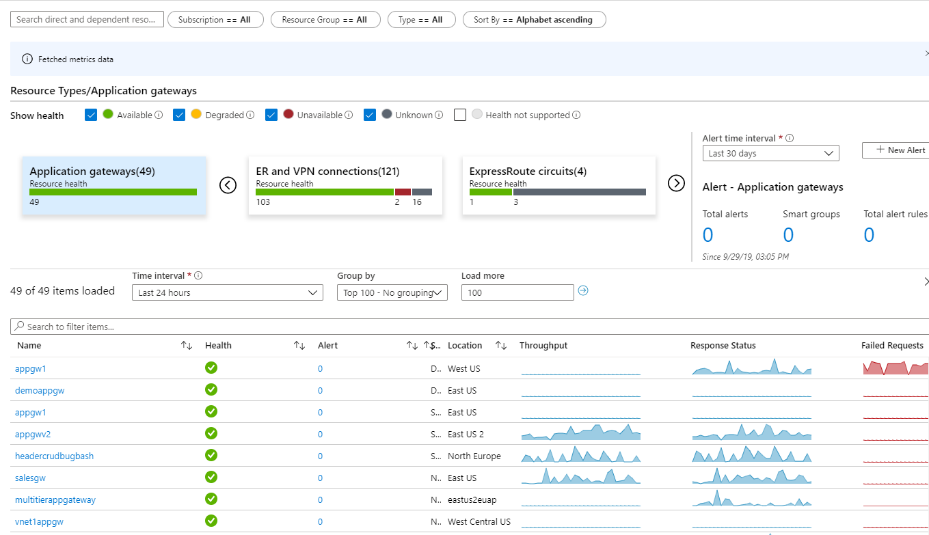 Search direct and dependent reso...
Subscription == All
Resource Group == All
Type == All
Sort By == Alphabet ascending
Fetched metrics data
Resource Types/Application gateways
Show health
Available
Degraded
Unavailable
Unknown
Health not supported
Application gateways(49)
Resource health
49
ER and VPN connections(121)
Resource health
103 2 16
ExpressRoute circuits(4)
Resource health
1 3
Alert time interval *
Last 30 days
+ New Alert
Alert - Application gateways
Total alerts Smart groups Total alert rules
0 0 0
Since 9/29/19, 03:05 PM
49 of 49 items loaded
Time interval *
Last 24 hours
Group by
Top 100 - No grouping
Load more
100
Search to filter items...
Name Health Alert S.. Location Throughput Response Status Failed Requests
appgw1 0 D.. West US
demoappgw 0 D.. East US
appgw1 0 S... East US
appgwv2 0 S... East US 2
headercrudbugbash 0 S... North Europe
salesgw 0 N.. East US
multitierappgateway 0 N.. eastus2euap
vnet1appgw 0 N.. West Central US